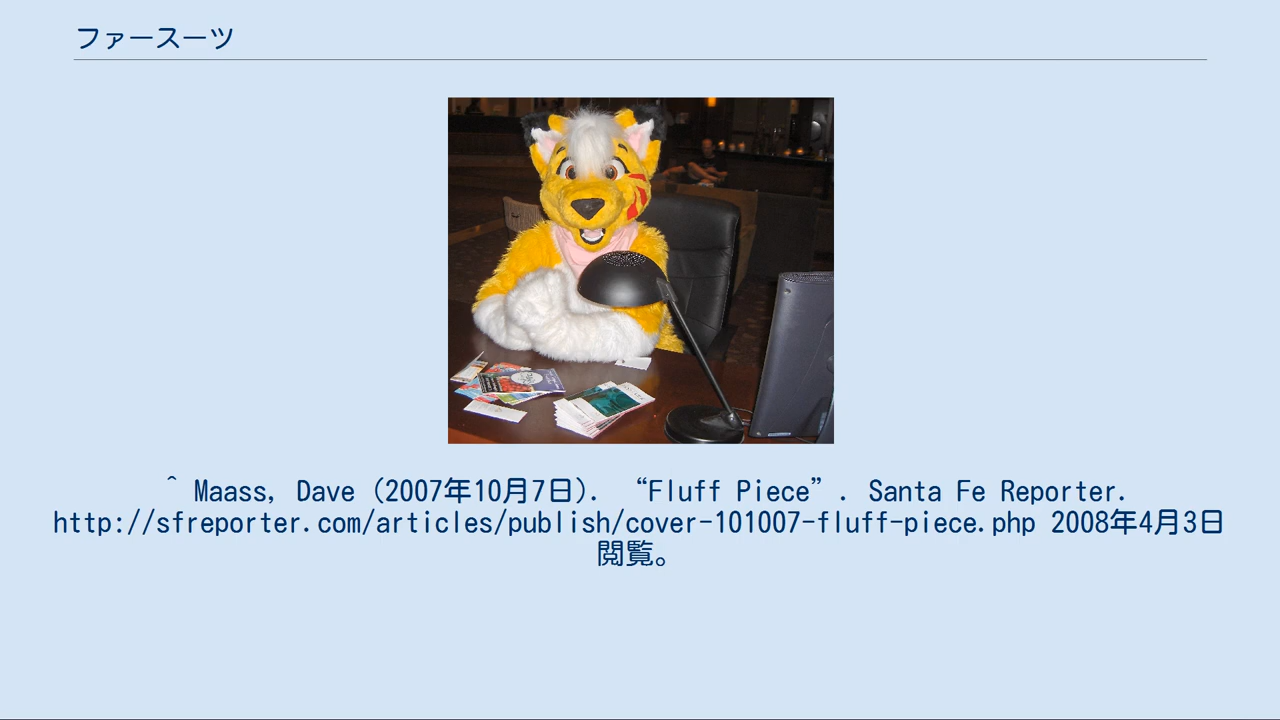 ファースーツ
^ Maass, Dave (2007年10月7日). “Fluff Piece”. Santa Fe Reporter.
http://sfreporter.com/articles/publish/cover-101007-fluff-piece.php 2008年4月3日
閲覧。